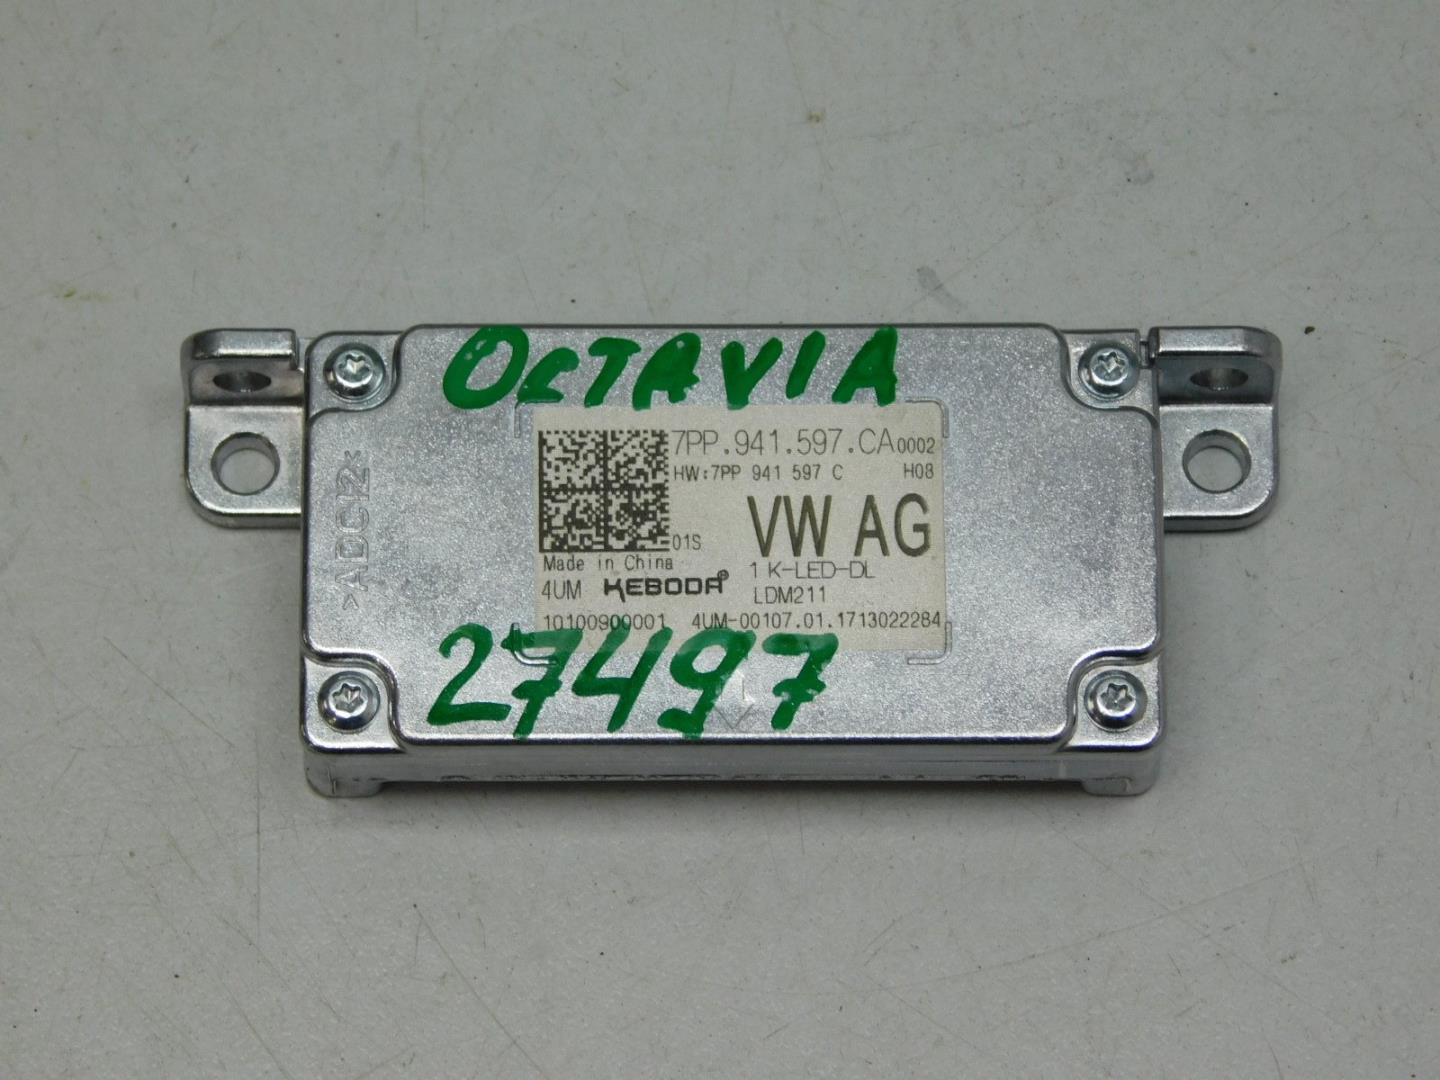 OCTAVIA
7PP.941.597.CA 0002
HW:7PP 941 597 C H08
VW AG
01S
Made in China
1 K-LED-DL
4UM KEBODA®
LDM211
10100900001 4UM-00107.01.1713022284
27497
>ADC12<